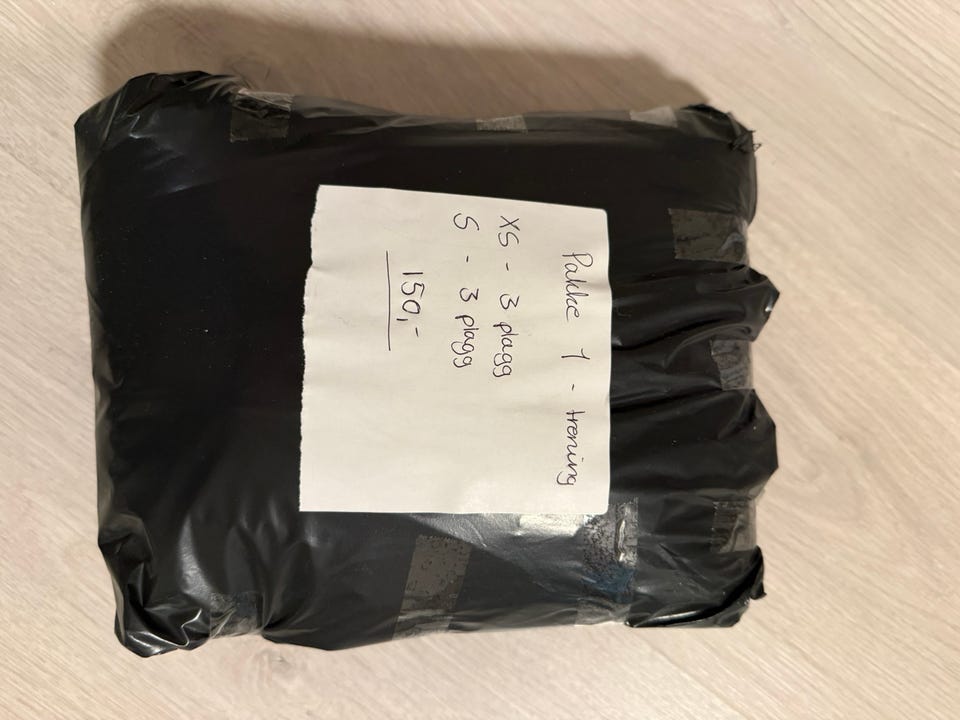 Pakke 1 - trening
XS - 3 plagg
S - 3 plagg
150,-